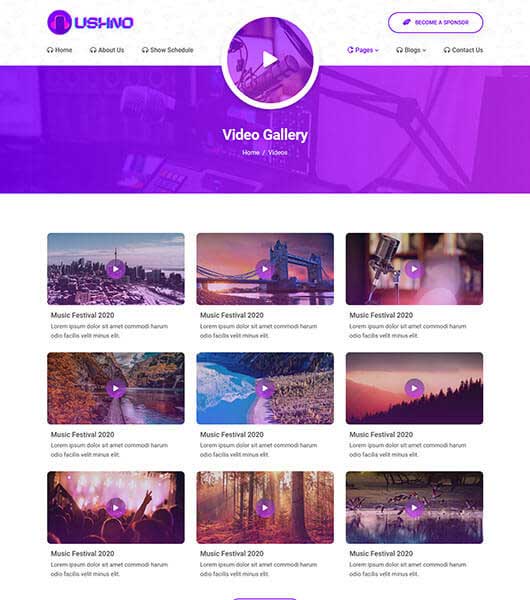 USHNO
BECOME A SPONSOR
Home
About Us
Show Schedule
Pages
Blogs
Contact Us
Video Gallery
Home / Videos
Music Festival 2020
Lorem ipsum dolor sit amet commodi harum
odio facilis velit minus elit.
Music Festival 2020
Lorem ipsum dolor sit amet commodi harum
odio facilis velit minus elit.
Music Festival 2020
Lorem ipsum dolor sit amet commodi harum
odio facilis velit minus elit.
Music Festival 2020
Lorem ipsum dolor sit amet commodi harum
odio facilis velit minus elit.
Music Festival 2020
Lorem ipsum dolor sit amet commodi harum
odio facilis velit minus elit.
Music Festival 2020
Lorem ipsum dolor sit amet commodi harum
odio facilis velit minus elit.
Music Festival 2020
Lorem ipsum dolor sit amet commodi harum
odio facilis velit minus elit.
Music Festival 2020
Lorem ipsum dolor sit amet commodi harum
odio facilis velit minus elit.
Music Festival 2020
Lorem ipsum dolor sit amet commodi harum
odio facilis velit minus elit.